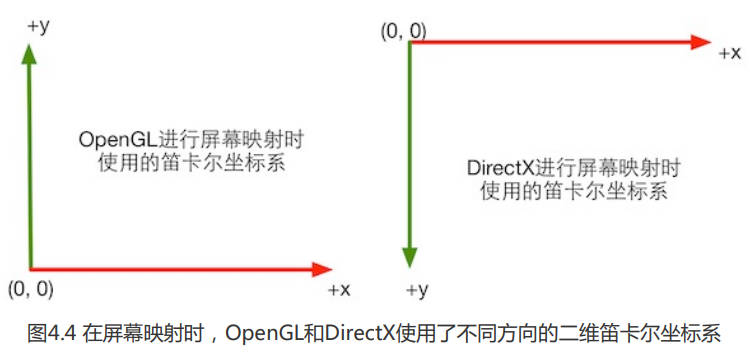 +y
OpenGL进行屏幕映射时
使用的笛卡尔坐标系
(0, 0)
+x
(0, 0)
+x
DirectX进行屏幕映射时
使用的笛卡尔坐标系
+y
图4.4 在屏幕映射时，OpenGL和DirectX使用了不同方向的二维笛卡尔坐标系